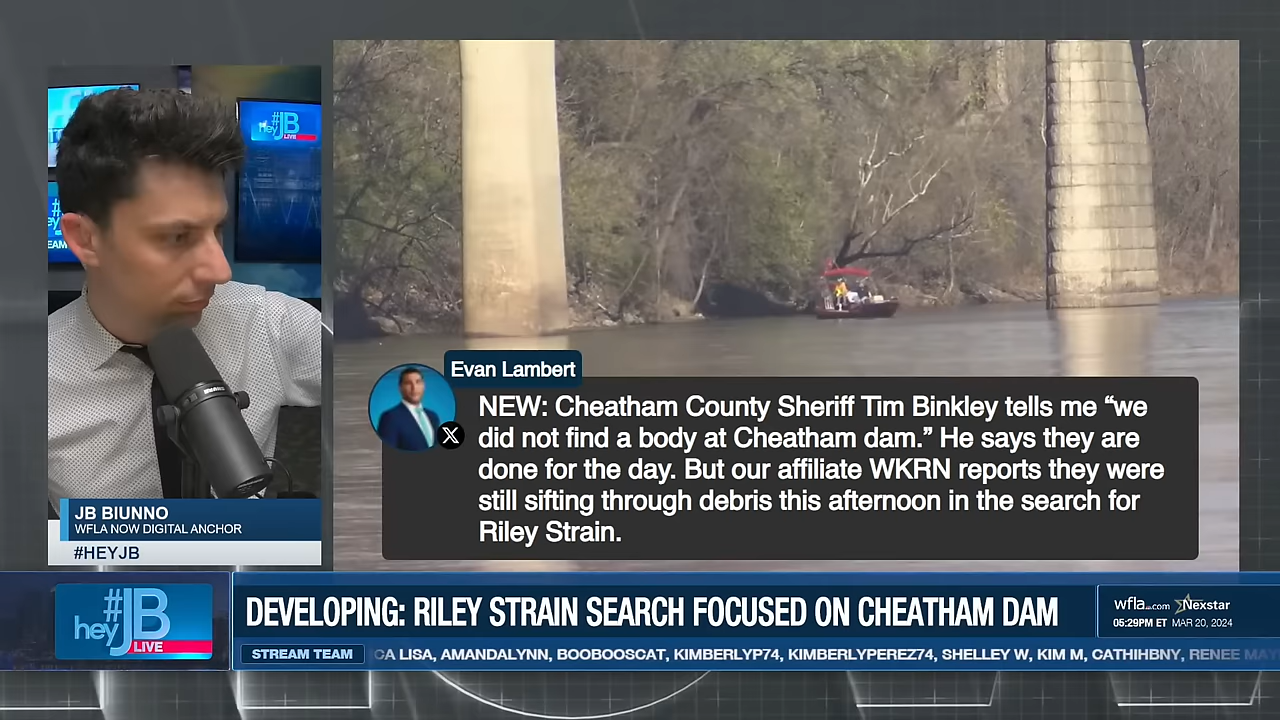 #
hey JB
LIVE
Evan Lambert
X
NEW: Cheatham County Sheriff Tim Binkley tells me “we
did not find a body at Cheatham dam.” He says they are
done for the day. But our affiliate WKRN reports they were
still sifting through debris this afternoon in the search for
Riley Strain.
JB BIUNNO
WFLA NOW DIGITAL ANCHOR
#HEYJB
#
hey JB
LIVE
DEVELOPING: RILEY STRAIN SEARCH FOCUSED ON CHEATHAM DAM
wfla.com Nexstar
05:29PM ET MAR 20, 2024
STREAM TEAM CA LISA, AMANDALYNN, BOOBOOSCAT, KIMBERLYP74, KIMBERLYPEREZ74, SHELLEY W, KIM M, CATHIHBNY, RENEE MAY